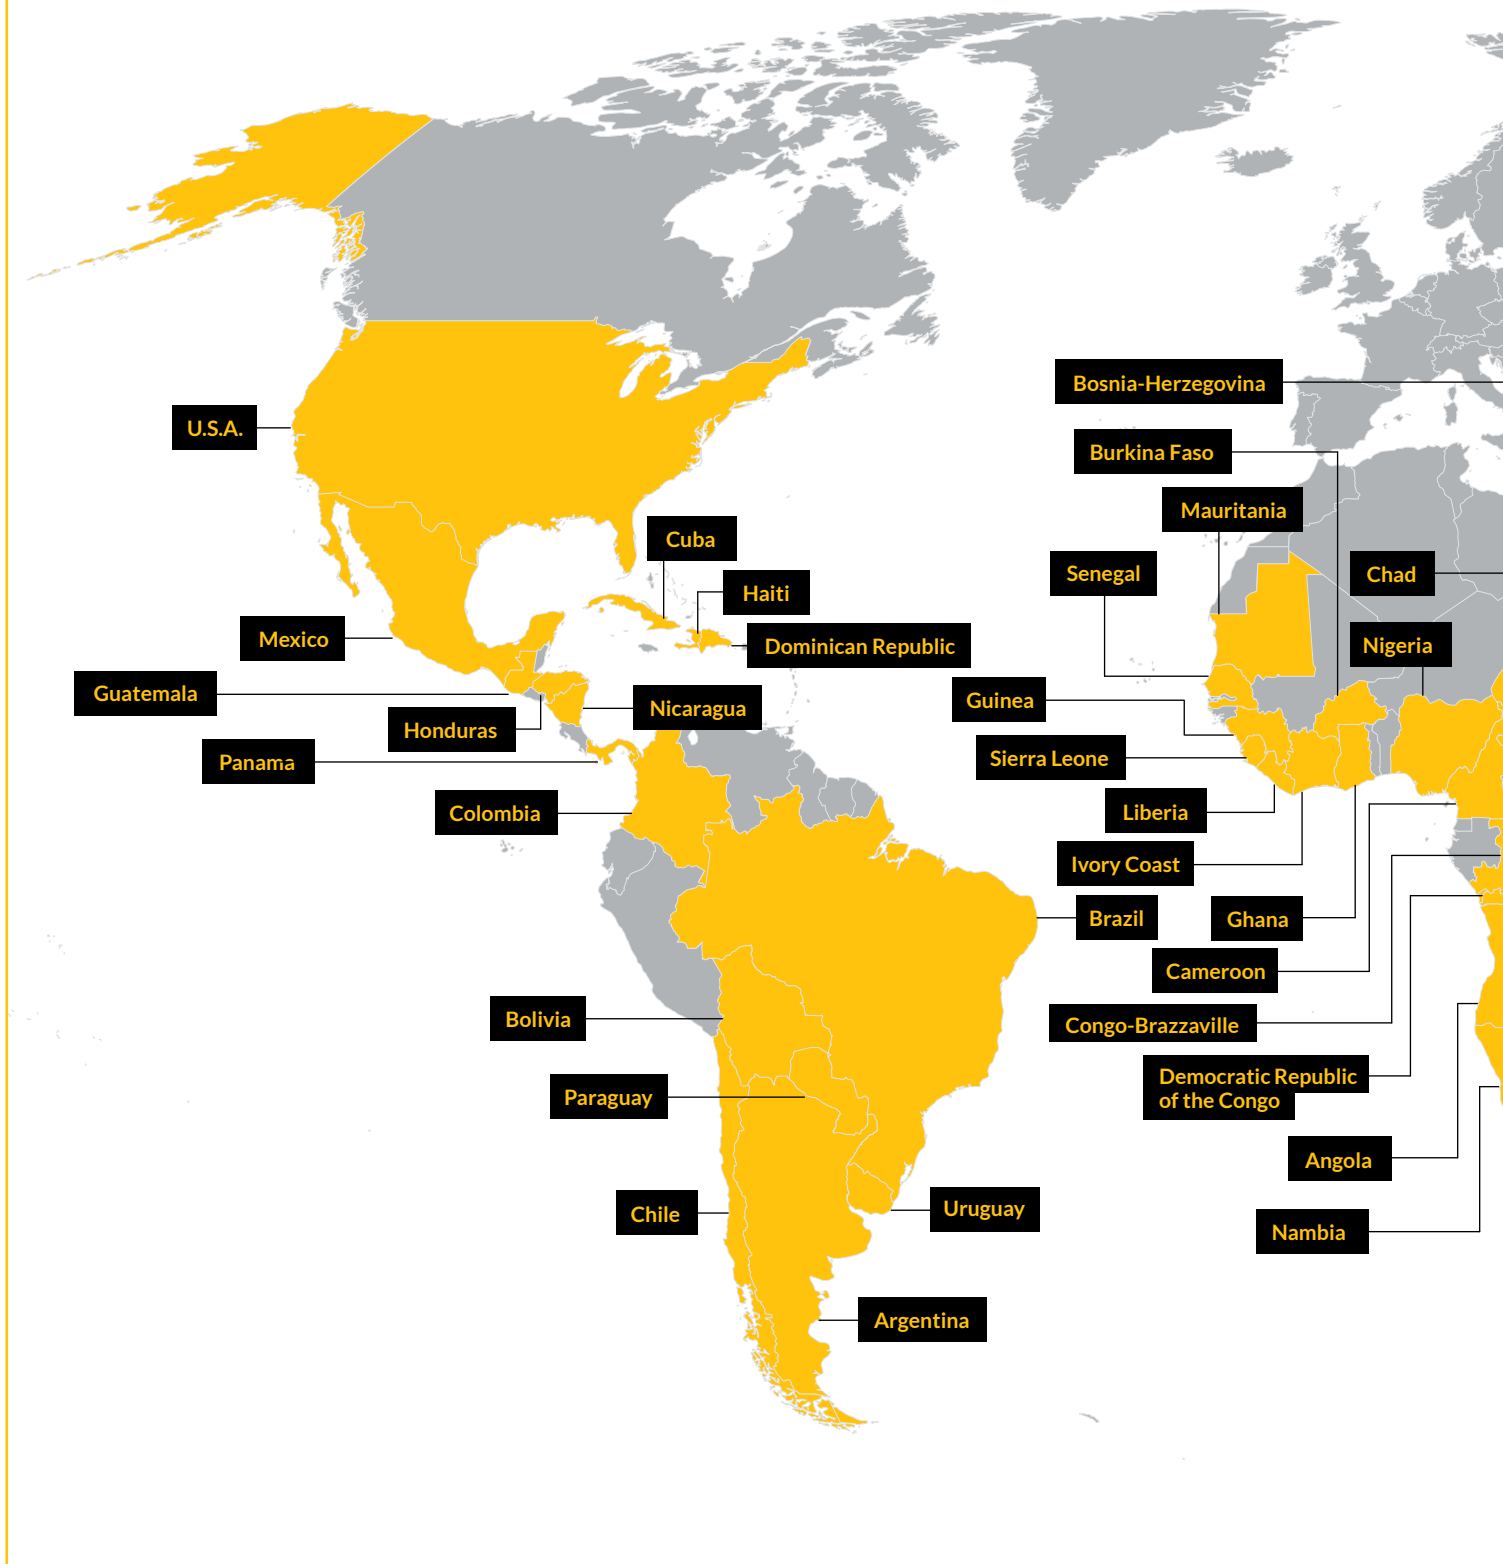 Bosnia-Herzegovina
U.S.A.
Burkina Faso
Mauritania
Cuba
Senegal
Chad
Haiti
Mexico
Dominican Republic
Nigeria
Guatemala
Guinea
Nicaragua
Honduras
Sierra Leone
Panama
Colombia
Liberia
Ivory Coast
Brazil
Ghana
Cameroon
Bolivia
Congo-Brazzaville
Democratic Republic
of the Congo
Paraguay
Angola
Chile
Uruguay
Nambia
Argentina